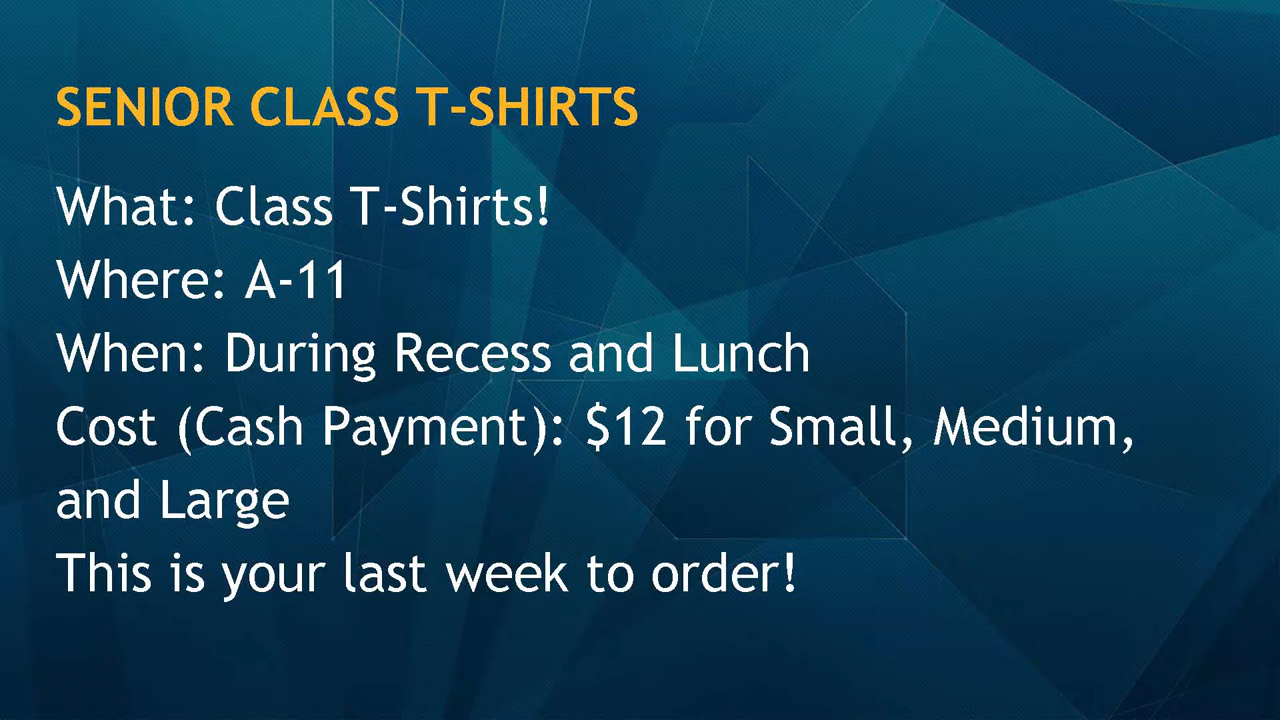 SENIOR CLASS T-SHIRTS
What: Class T-Shirts!
Where: A-11
When: During Recess and Lunch
Cost (Cash Payment): $12 for Small, Medium,
and Large
This is your last week to order!